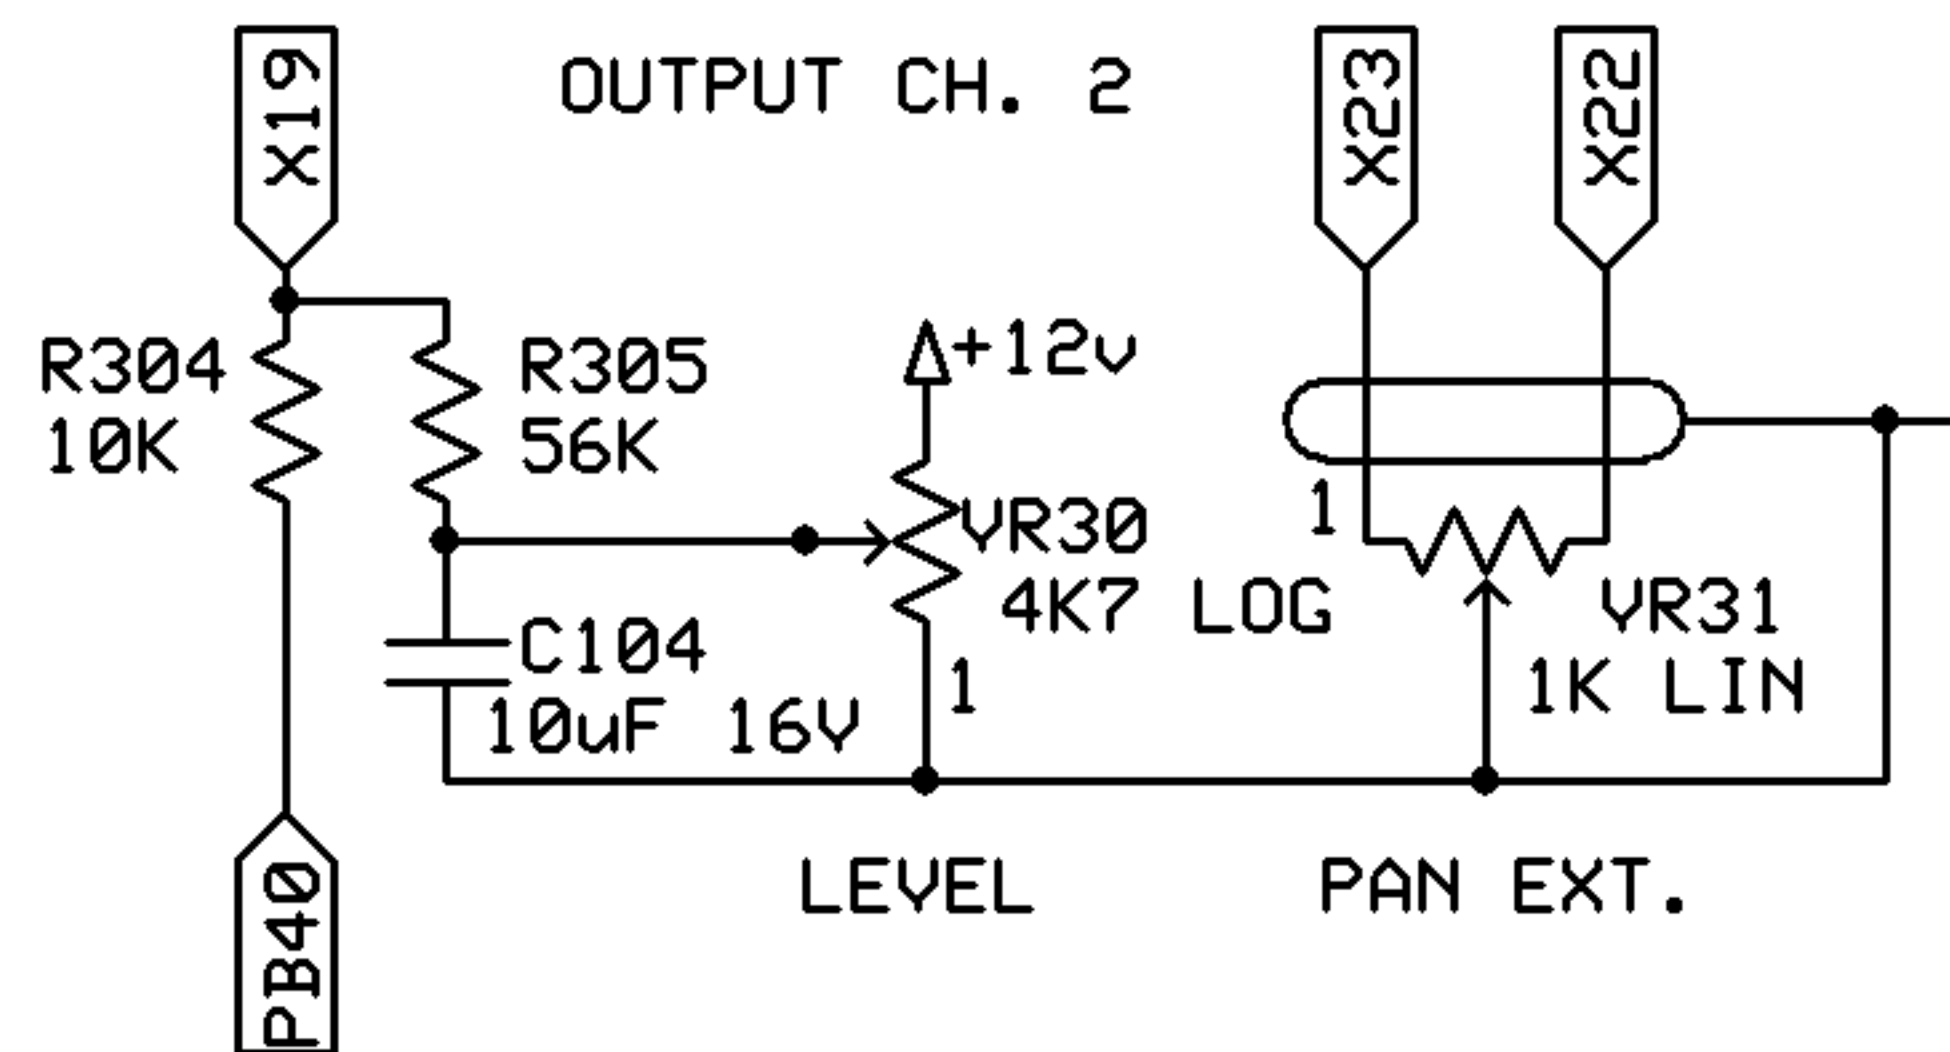 X19
OUTPUT CH. 2
X23
X22
R304
10K
R305
56K
+12v
VR30
4K7 LOG
1
1
VR31
1K LIN
C104
10uF 16V
LEVEL
PAN EXT.
PB40